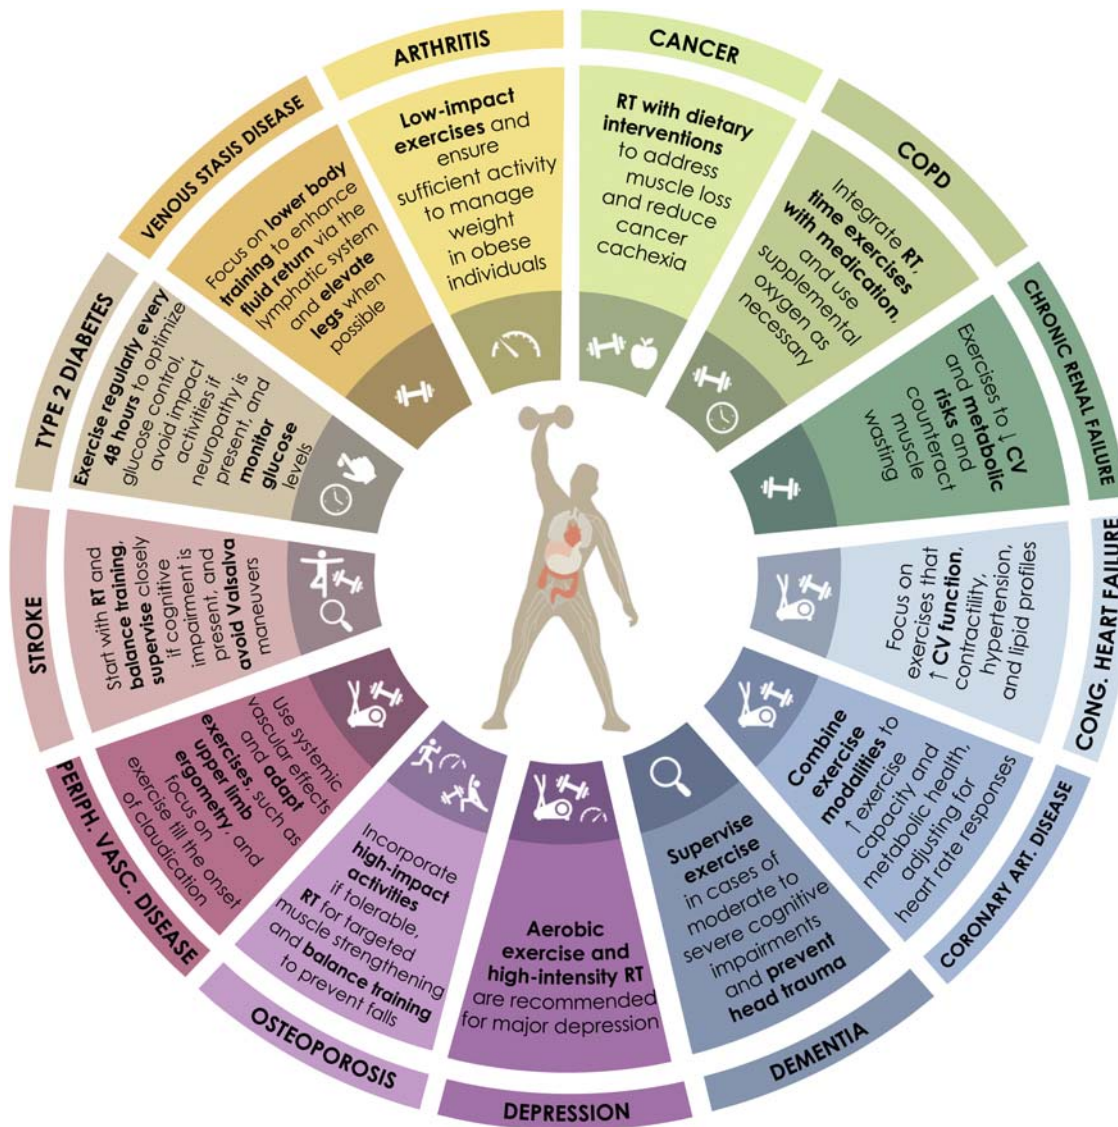 ARTHRITIS
Low-impact
exercises and
ensure
sufficient activity
to manage
weight
in obese
individuals
CANCER
RT with dietary
interventions
to address
muscle loss
and reduce
cancer
cachexia
COPD
Integrate RT,
time exercises
with medication,
and use
supplemental
oxygen as
necessary
CHRONIC RENAL FAILURE
Exercises to ↓ CV
and metabolic
risks and
counteract
muscle
wasting
CONG. HEART FAILURE
Focus on
exercises that
↑ CV function,
contractility,
hypertension,
and lipid profiles
CORONARY ART. DISEASE
Combine
exercise
modalities to
↑ exercise
capacity and
metabolic health,
adjusting for
heart rate responses
DEMENTIA
Supervise
exercise
in cases of
moderate to
severe cognitive
impairments
and prevent
head trauma
DEPRESSION
Aerobic
exercise and
high-intensity RT
are recommended
for major depression
OSTEOPOROSIS
Incorporate
high-impact
activities
if tolerable,
RT for targeted
muscle strengthening
and balance training
to prevent falls
PERIPH. VASC. DISEASE
Use systemic
vascular effects
and adapt
exercises, such as
upper limb
ergometry, and
focus on
exercise till the onset
of claudication
STROKE
Start with RT and
balance training,
supervise closely
if cognitive
impairment is
present, and
avoid Valsalva
maneuvers
TYPE 2 DIABETES
Exercise regularly every
48 hours to optimize
glucose control,
avoid impact
activities if
neuropathy is
present, and
monitor
glucose
levels
VENOUS STASIS DISEASE
Focus on lower body
training to enhance
fluid return via the
lymphatic system
and elevate
legs when
possible